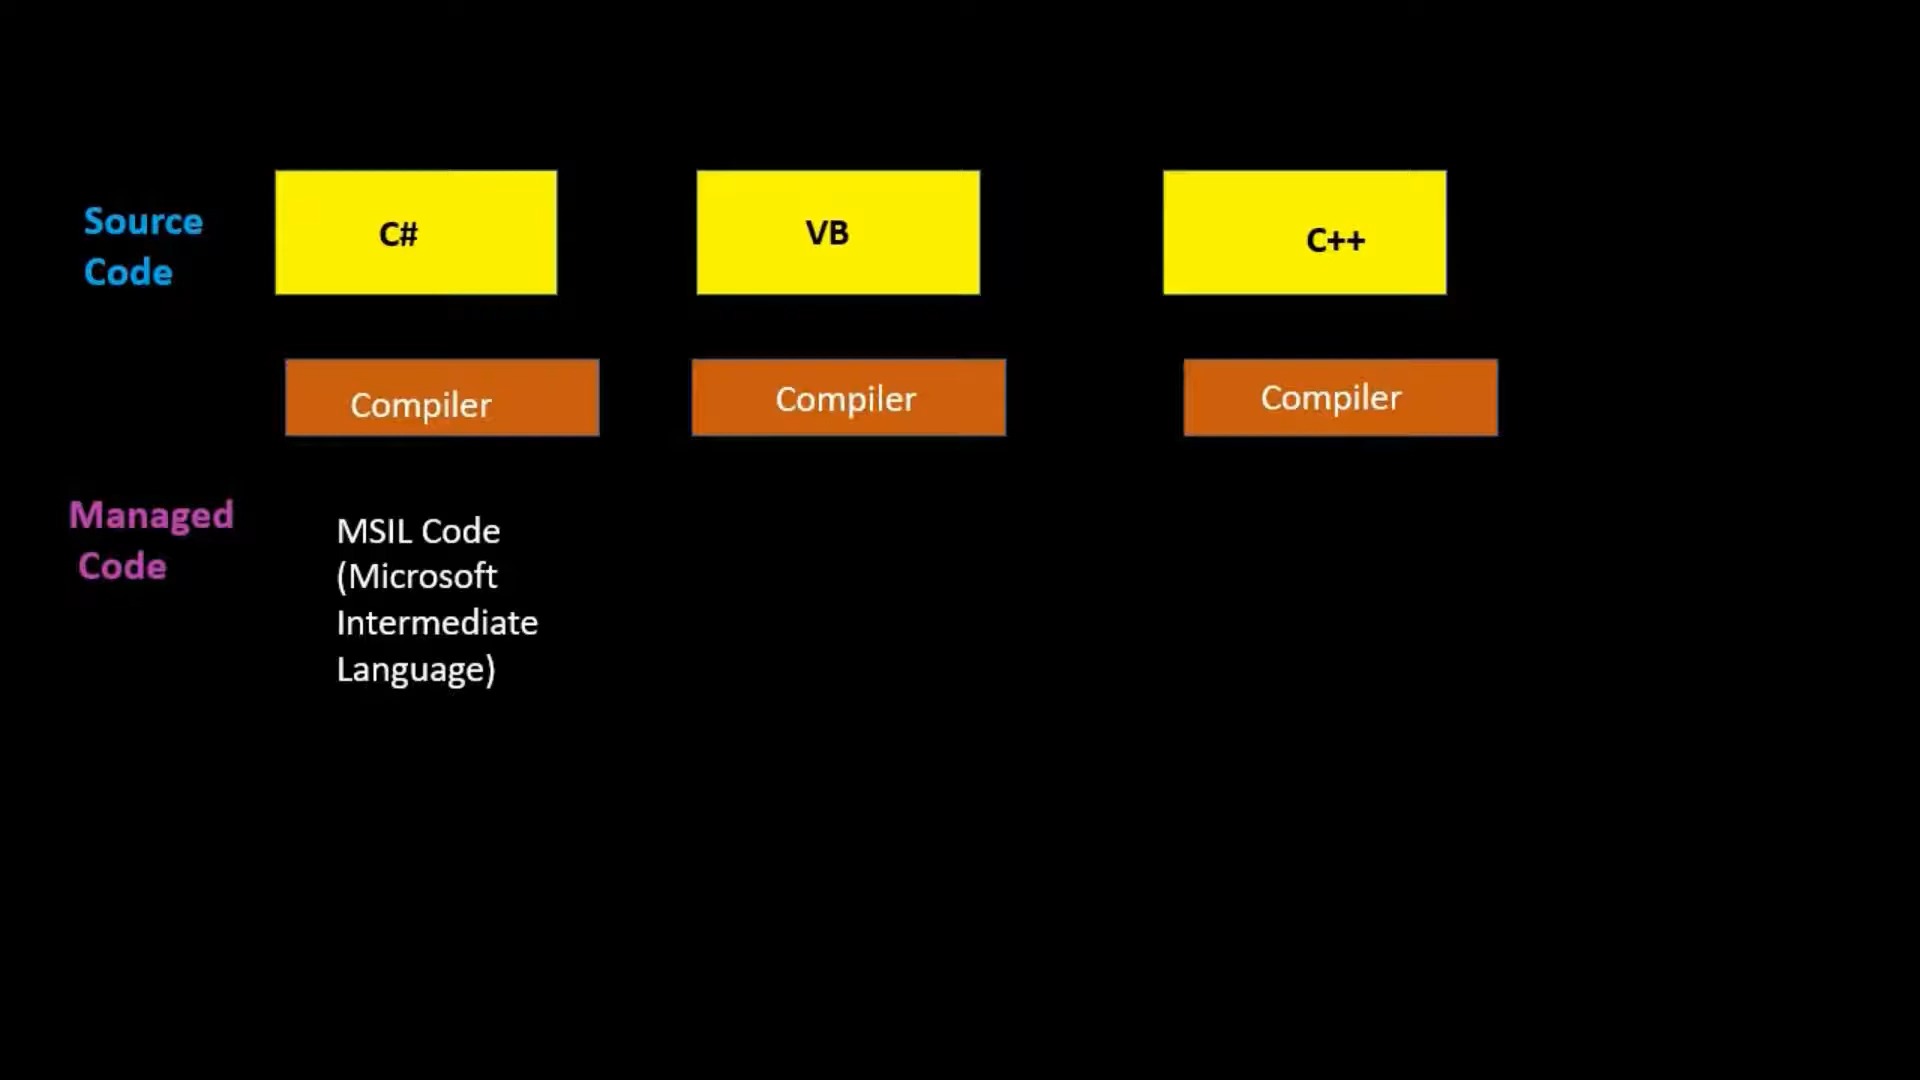 Source
Code
C#
VB
C++
Compiler
Compiler
Compiler
Managed
Code
MSIL Code
(Microsoft
Intermediate
Language)